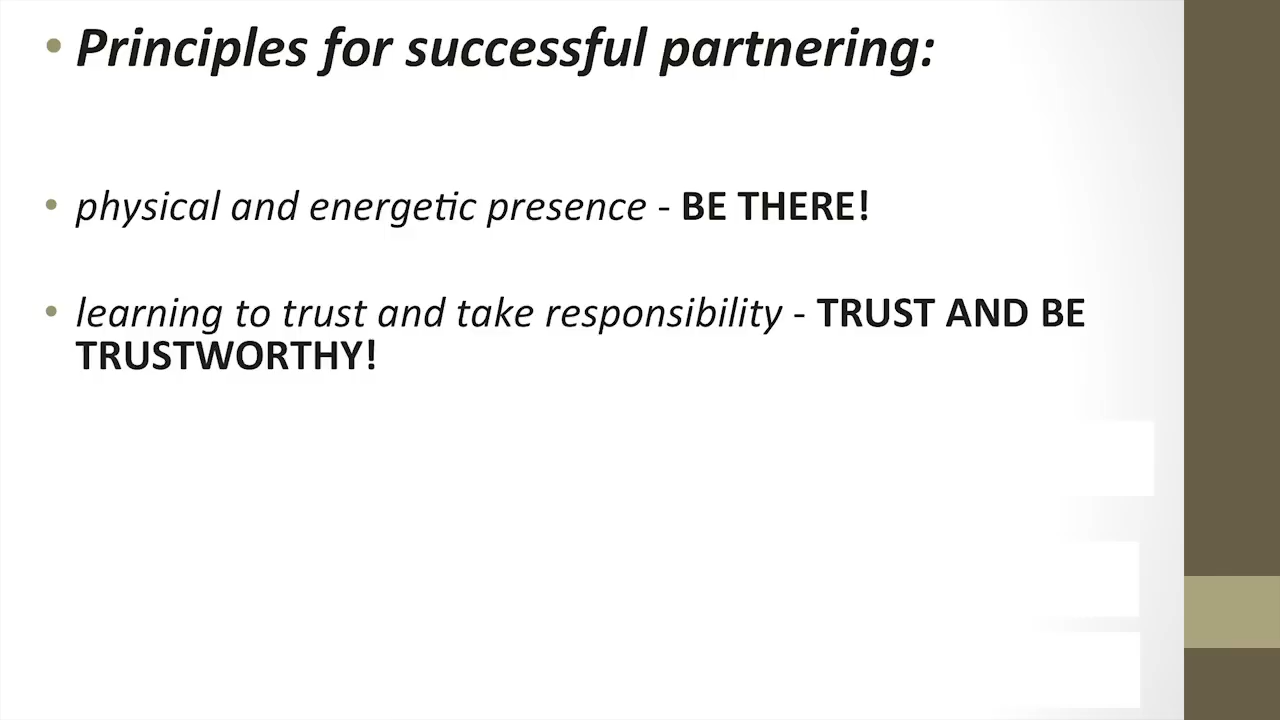 • Principles for successful partnering:
• physical and energetic presence - BE THERE!
• learning to trust and take responsibility - TRUST AND BE
TRUSTWORTHY!